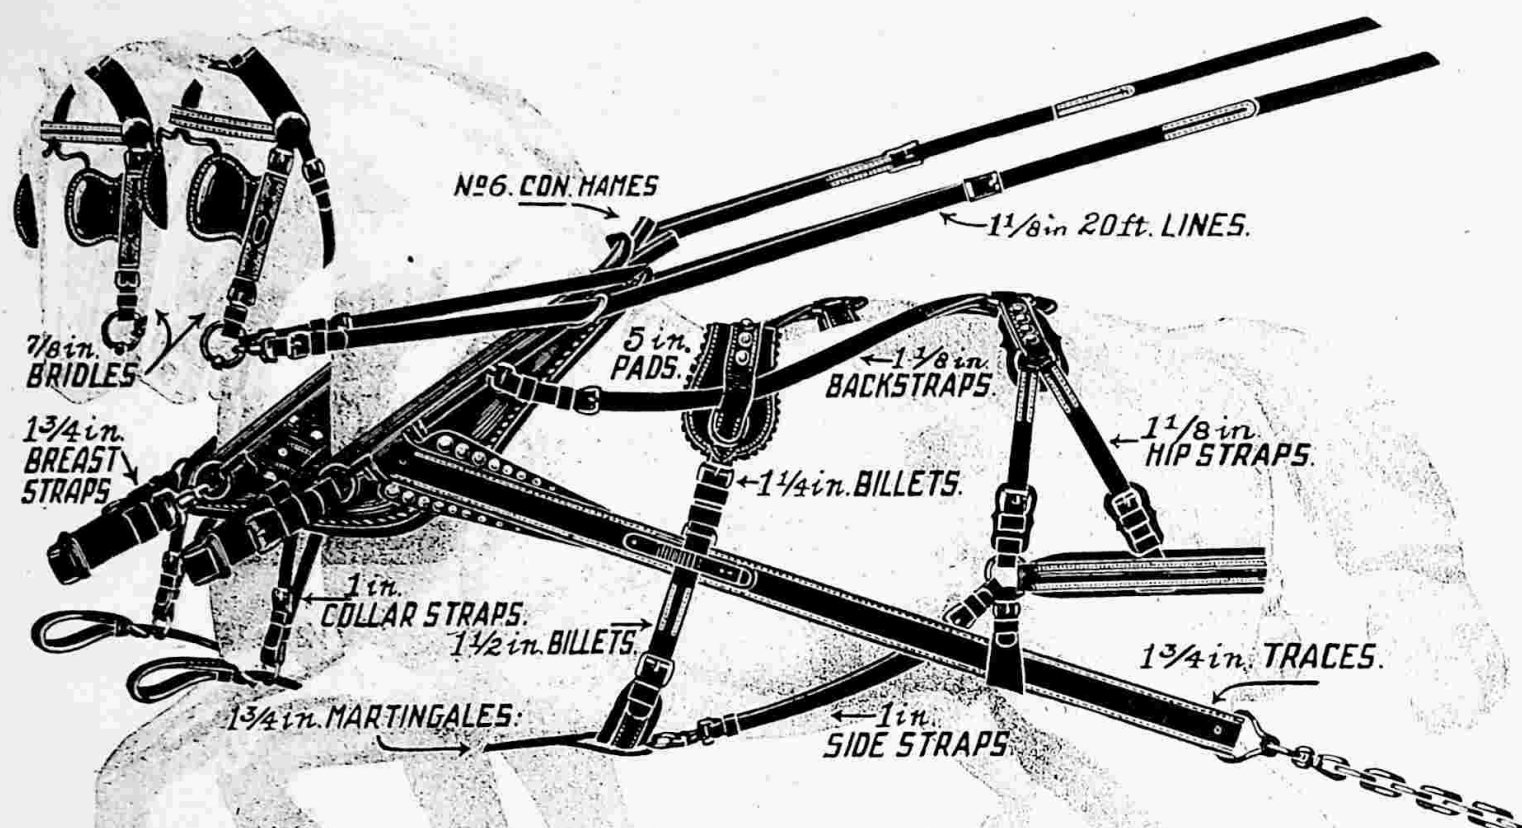 Nº6. CON. HAMES
1 1/8 in 20 ft. LINES.
7/8 in.
BRIDLES
5 in.
PADS.
1 1/8 in.
BACKSTRAPS.
1 3/4 in.
BREAST
STRAPS
1 1/8 in.
HIP STRAPS.
1 1/4 in. BILLETS.
1 in.
COLLAR STRAPS.
1 1/2 in. BILLETS.
1 3/4 in. TRACES.
1 3/4 in. MARTINGALES:
1 in.
SIDE STRAPS.